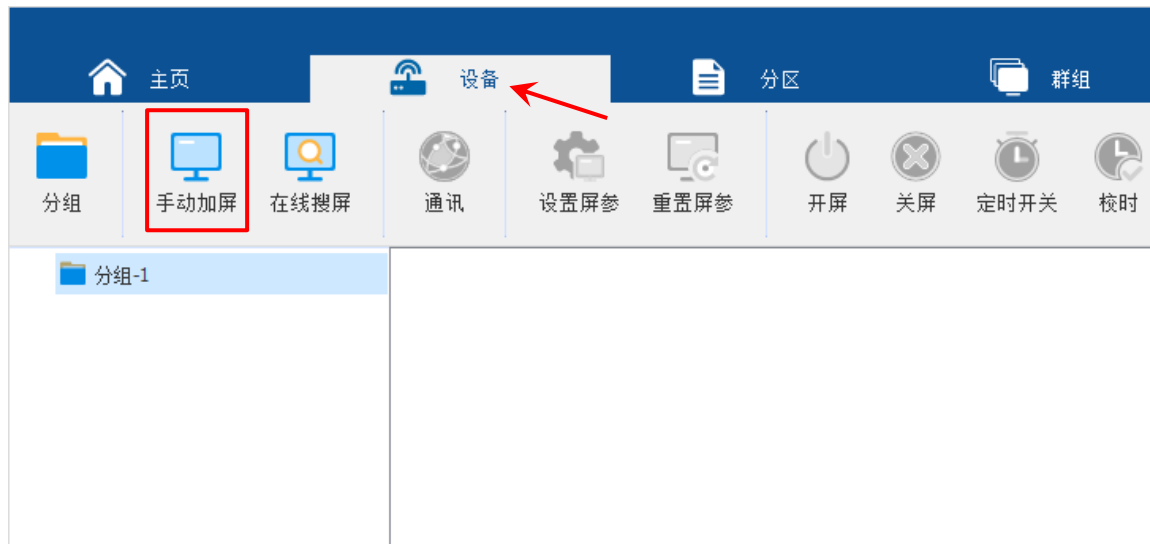 主页 设备 分区 群组
分组 手动加屏 在线搜屏 通讯 设置屏参 重置屏参 开屏 关屏 定时开关 校时
分组-1